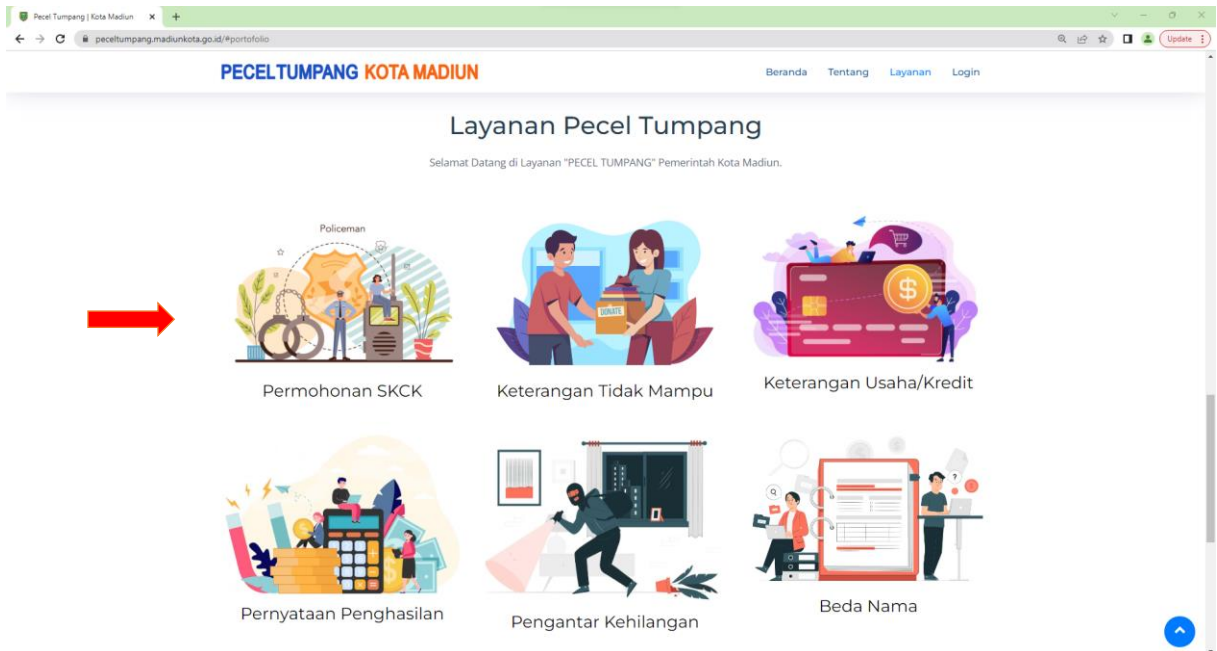 Pecel Tumpang | Kota Madiun
peceltumpang.madiunkota.go.id/#portofolio
Update
PECELTUMPANG KOTA MADIUN
Beranda Tentang Layanan Login
Layanan Pecel Tumpang
Selamat Datang di Layanan "PECEL TUMPANG" Pemerintah Kota Madiun.
Policeman
DONATE
$
Permohonan SKCK
Keterangan Tidak Mampu
Keterangan Usaha/Kredit
Pernyataan Penghasilan
Pengantar Kehilangan
Beda Nama